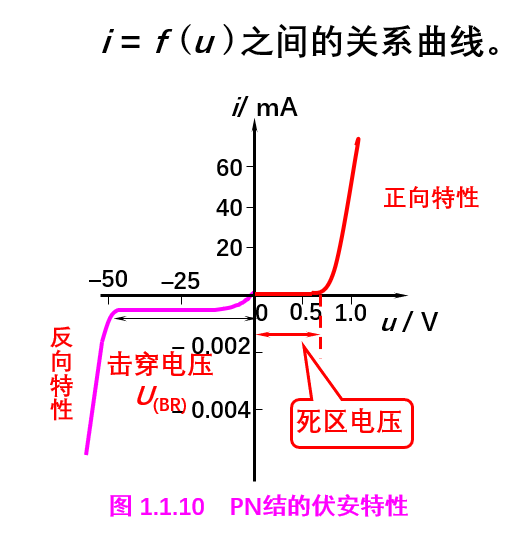 i = f (u)之间的关系曲线。
i/ mA
60
40
20
正向特性
–50
–25
0
0.5
1.0
u / V
反向特性
击穿电压
U(BR)
– 0.002
– 0.004
死区电压
图 1.1.10 PN结的伏安特性